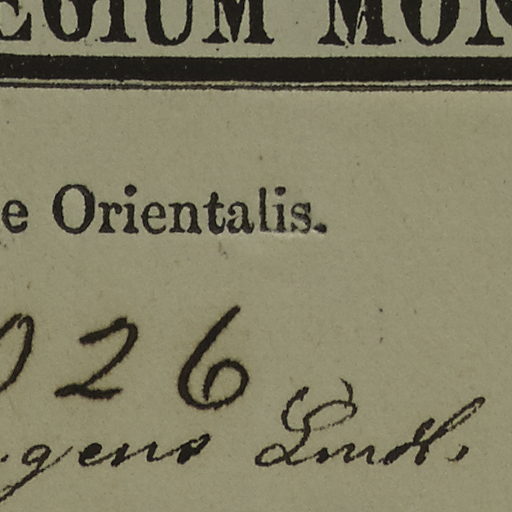 EGIUM MON
e Orientalis.
026
gens Lindl.